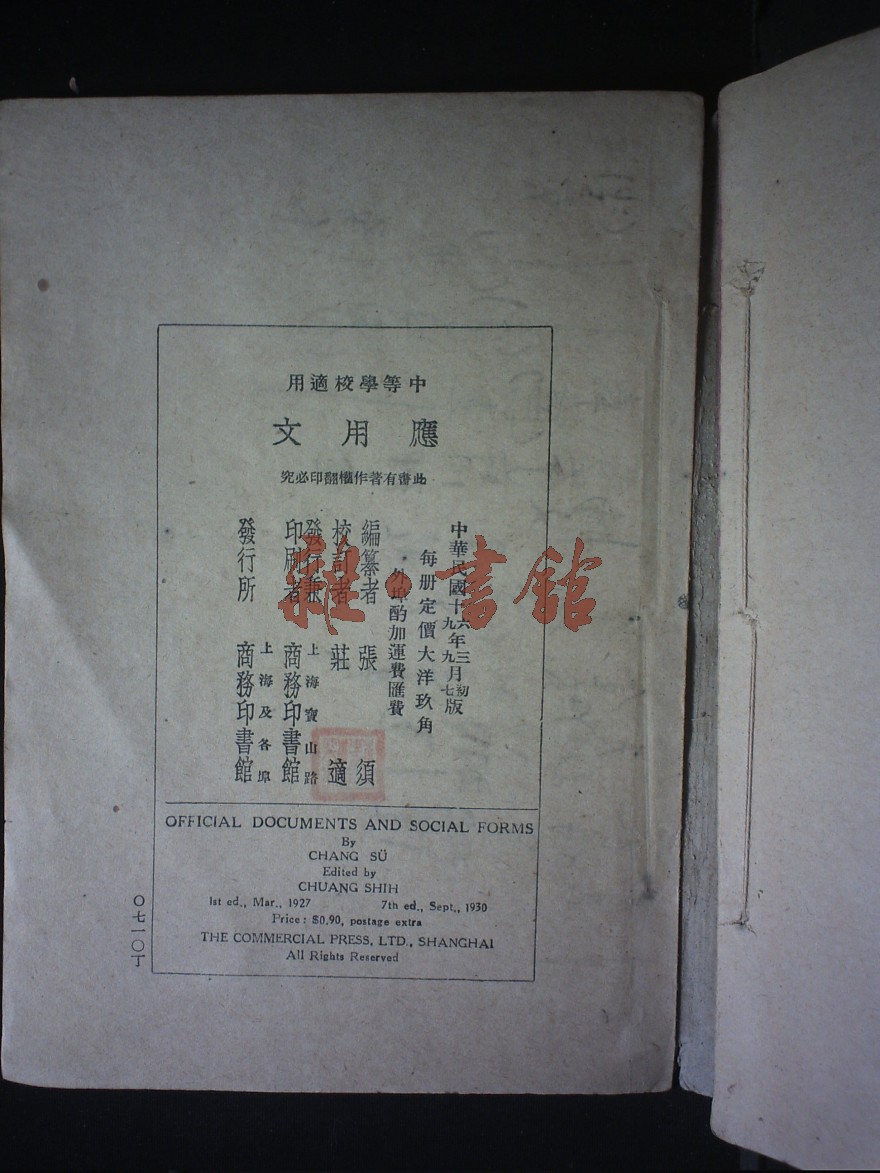 中等學校適用
應用文
此書有著作權翻印必究
中華民國十六年三月初版
十九年九月七版
每册定價大洋玖角
外埠酌加運費匯費
編纂者 張須
校訂者 莊適
發行兼印刷者 上海寶山路 商務印書館
發行所 上海及各埠 商務印書館
OFFICIAL DOCUMENTS AND SOCIAL FORMS
By
CHANG SÜ
Edited by
CHUANG SHIH
1st ed., Mar., 1927 7th ed., Sept., 1930
Price: $0.90, postage extra
THE COMMERCIAL PRESS, LTD., SHANGHAI
All Rights Reserved
〇七一〇丁
雜·書館